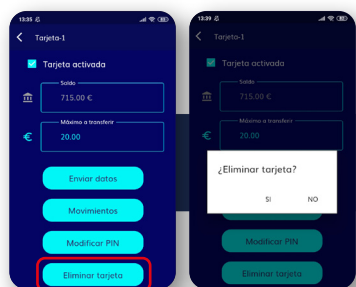 13:35
Tarjeta-1
Tarjeta activada
Saldo
715.00 €
Máximo a transferir
€
20.00
Enviar datos
Movimientos
Modificar PIN
Eliminar tarjeta
13:39
Tarjeta-1
Tarjeta activada
Saldo
715.00 €
Máximo a transferir
€
20.00
¿Eliminar tarjeta?
SI
NO
Modificar PIN
Eliminar tarjeta